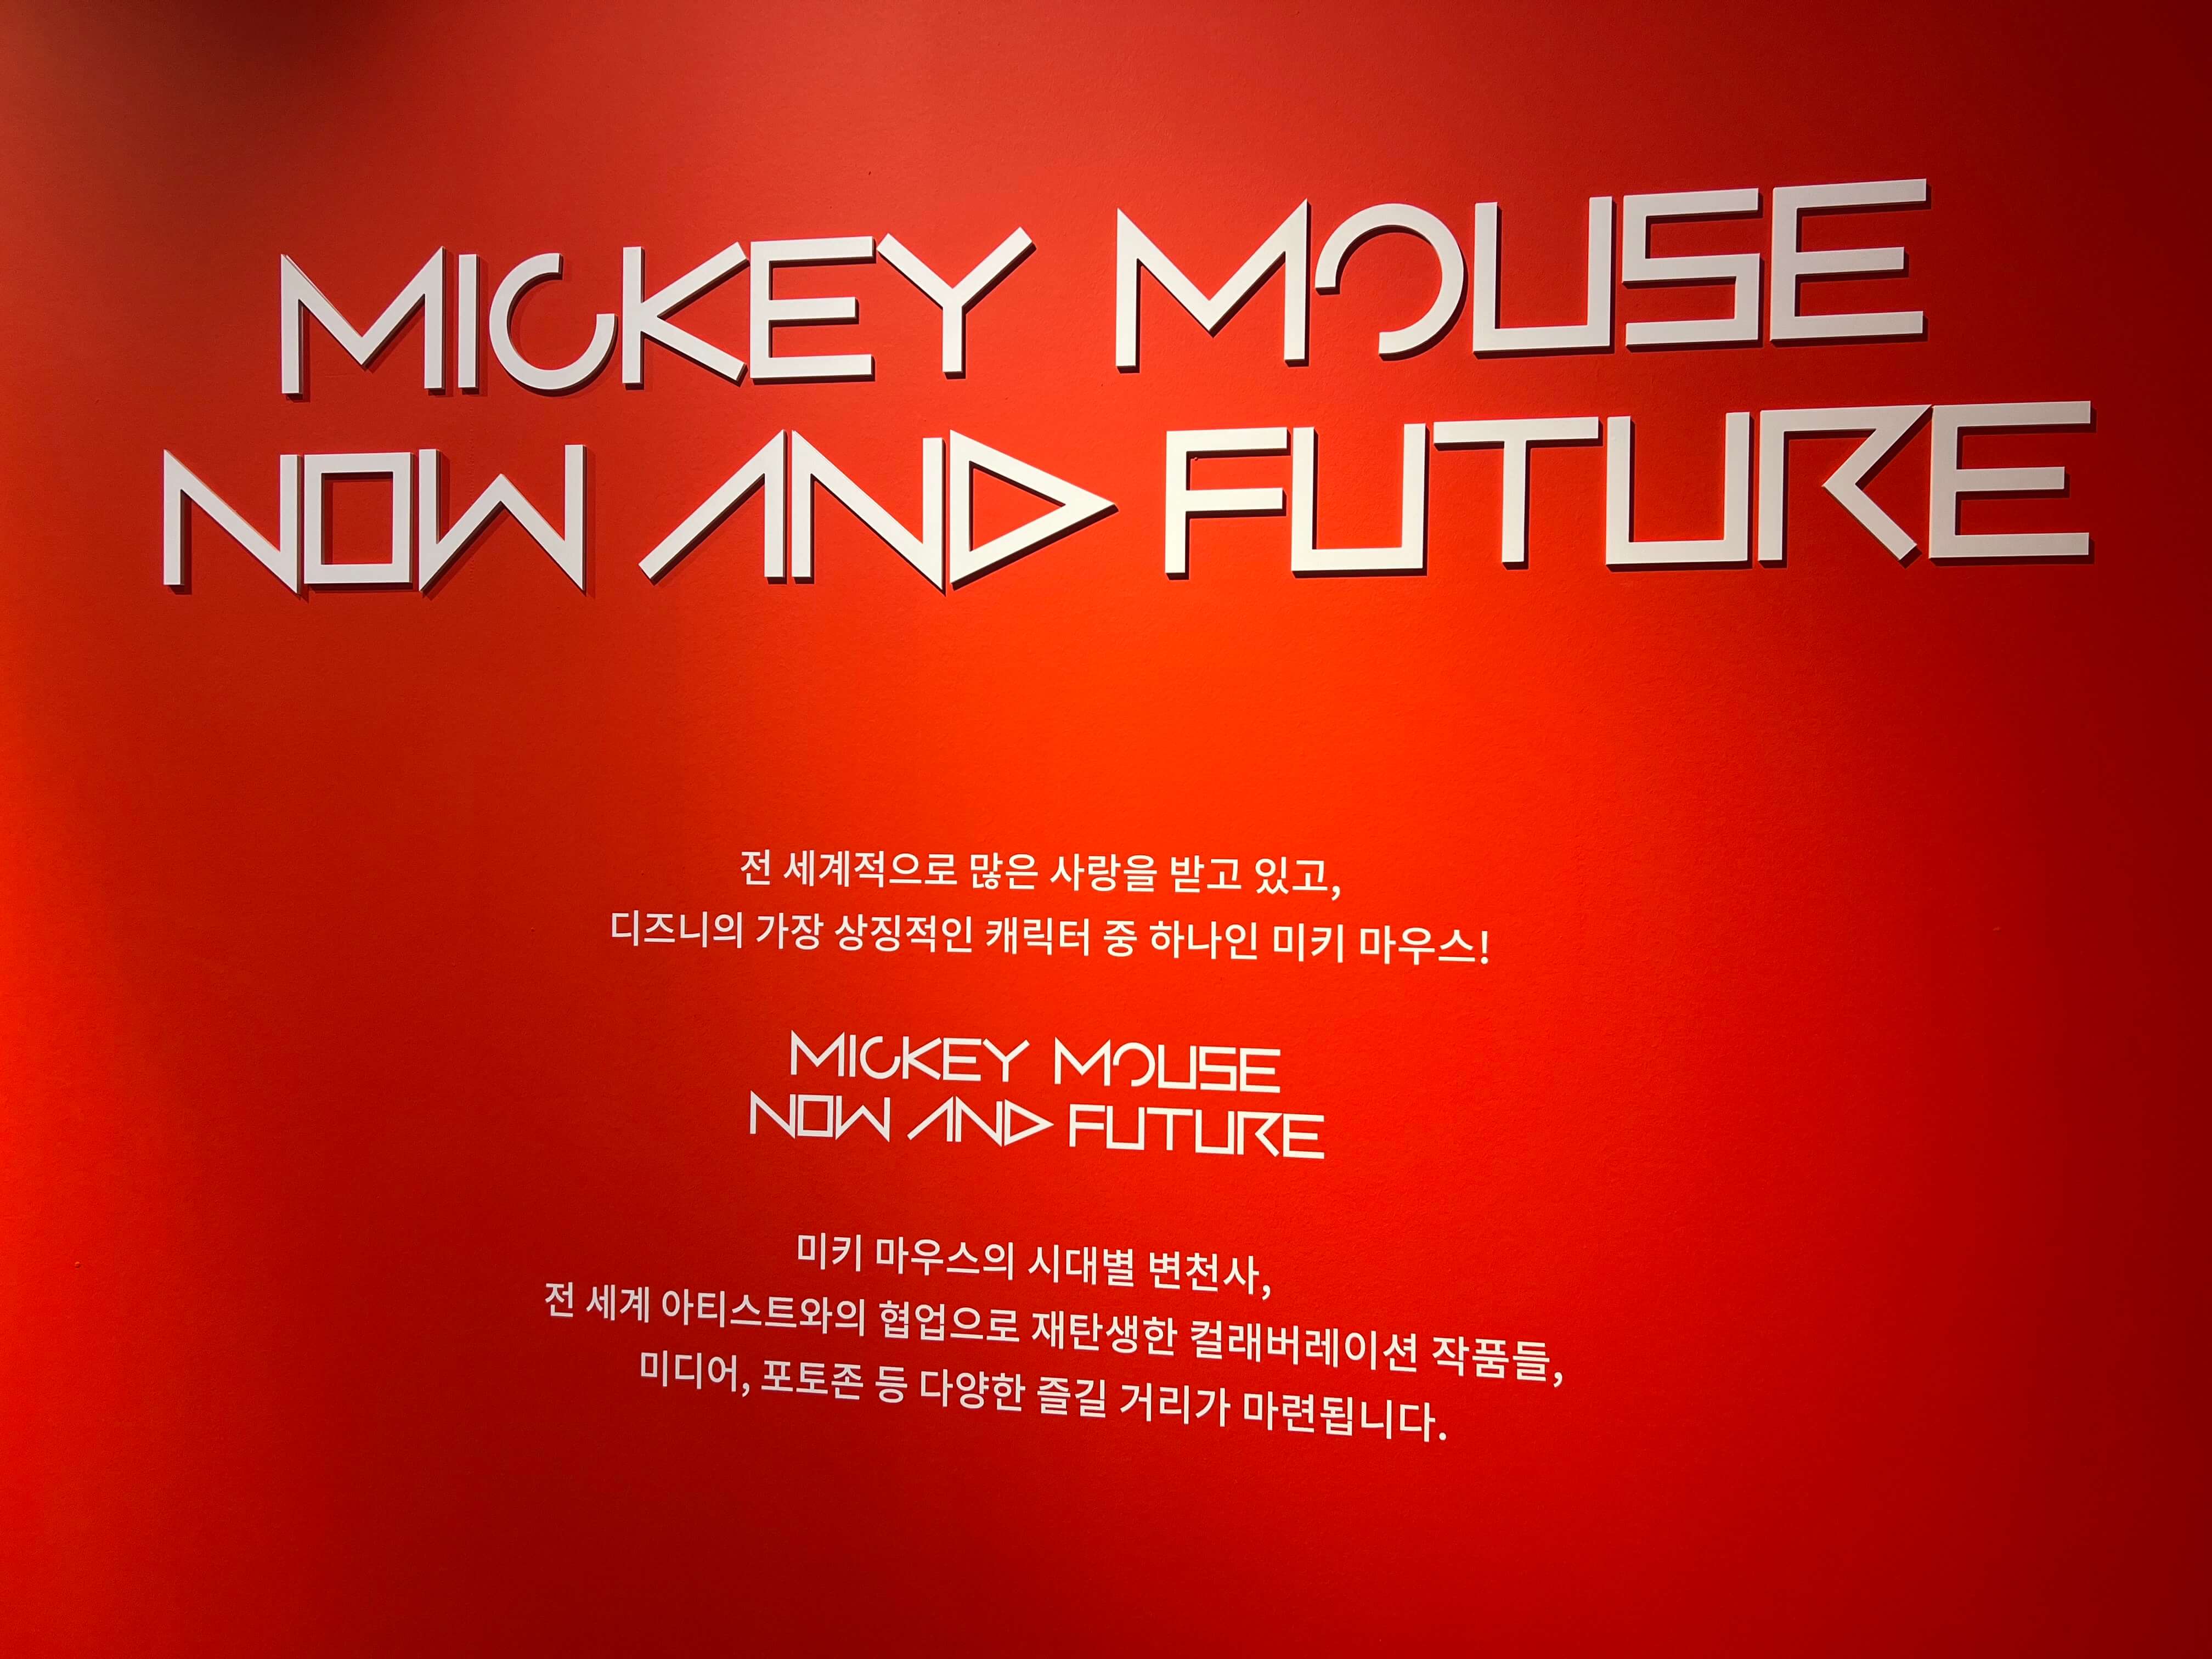 MICKEY MOUSE
NOW AND FUTURE
전 세계적으로 많은 사랑을 받고 있고,
디즈니의 가장 상징적인 캐릭터 중 하나인 미키 마우스!
MICKEY MOUSE
NOW AND FUTURE
미키 마우스의 시대별 변천사,
전 세계 아티스트와의 협업으로 재탄생한 컬래버레이션 작품들,
미디어, 포토존 등 다양한 즐길 거리가 마련됩니다.